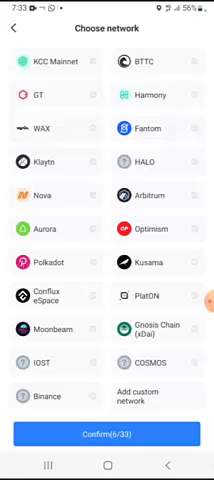 7:33 56%
Choose network
KCC Mainnet BTTC
GT Harmony
WAX Fantom
Klaytn HALO
Nova Arbitrum
Aurora OP Optimism
Polkadot Kusama
Conflux
eSpace
PlatON
Moonbeam
Gnosis Chain
(xDai)
IOST COSMOS
Binance
Add custom
network
Confirm(6/33)